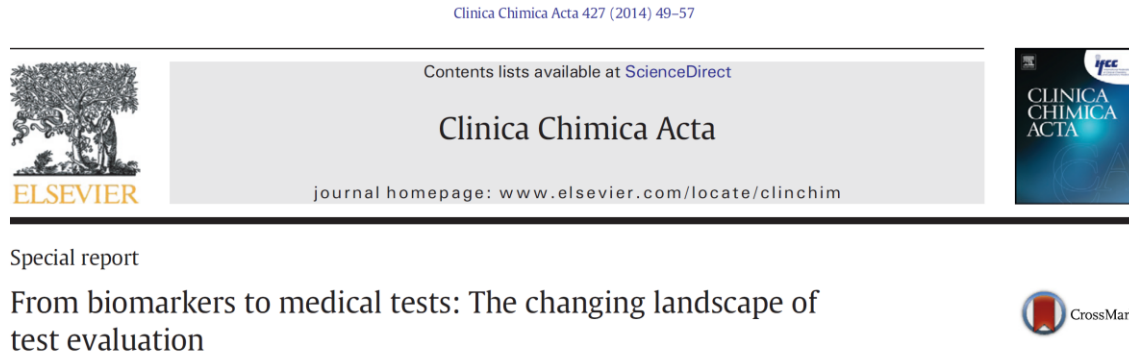 Clinica Chimica Acta 427 (2014) 49–57
ELSEVIER
Contents lists available at ScienceDirect
Clinica Chimica Acta
journal homepage: www.elsevier.com/locate/clinchim
ifcc
CLINICA
CHIMICA
ACTA
Special report
From biomarkers to medical tests: The changing landscape of
test evaluation
CrossMar